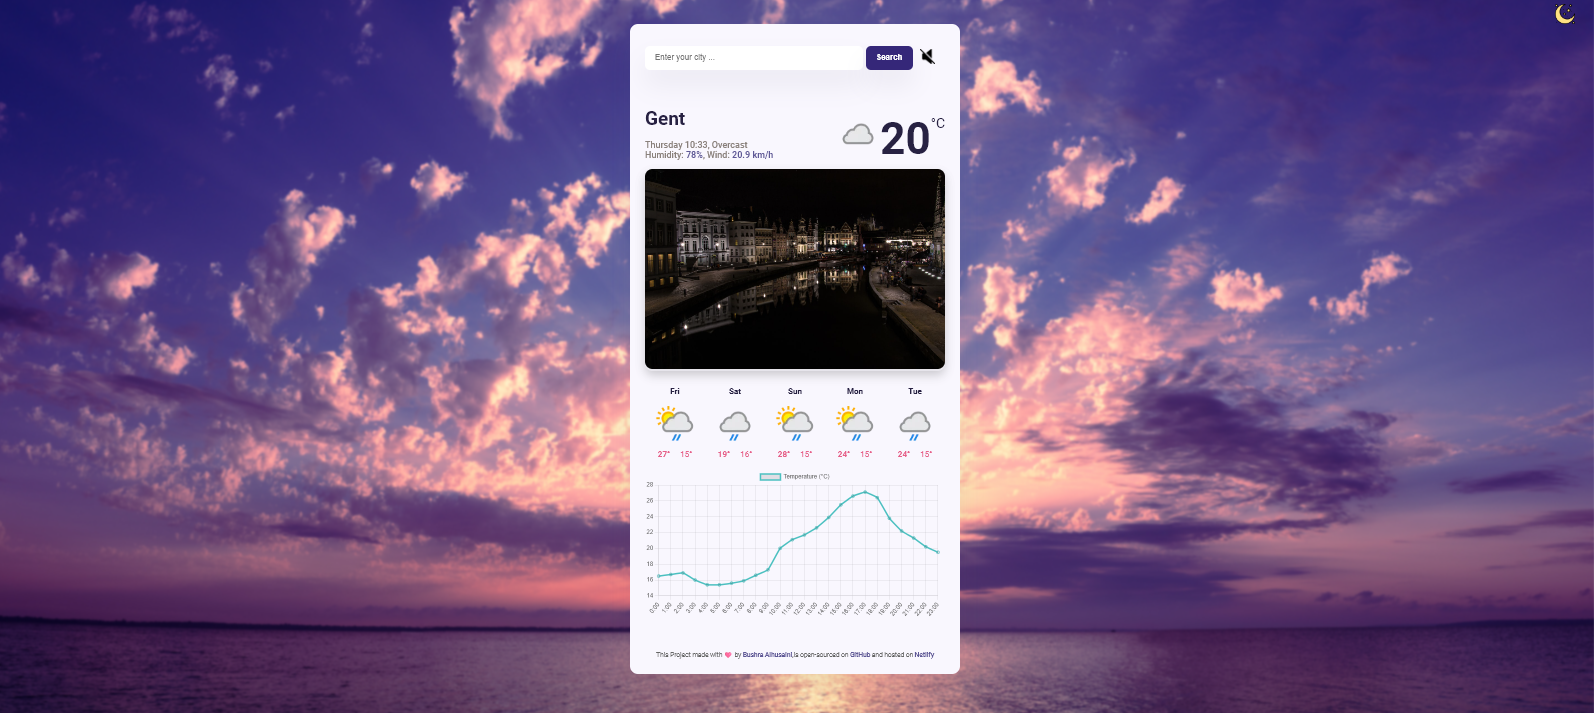 Enter your city ...
Search
Gent
Thursday 10:33, Overcast
Humidity: 78%, Wind: 20.9 km/h
20 °C
Fri Sat Sun Mon Tue
27° 15° 19° 16° 28° 15° 24° 15° 24° 15°
Temperature (°C)
28
26
24
22
20
18
16
14
0:00 1:00 2:00 3:00 4:00 5:00 6:00 7:00 8:00 9:00 10:00 11:00 12:00 13:00 14:00 15:00 16:00 17:00 18:00 19:00 20:00 21:00 22:00 23:00
This Project made with by Bushra Alhusaini,is open-sourced on GitHub and hosted on Netlify